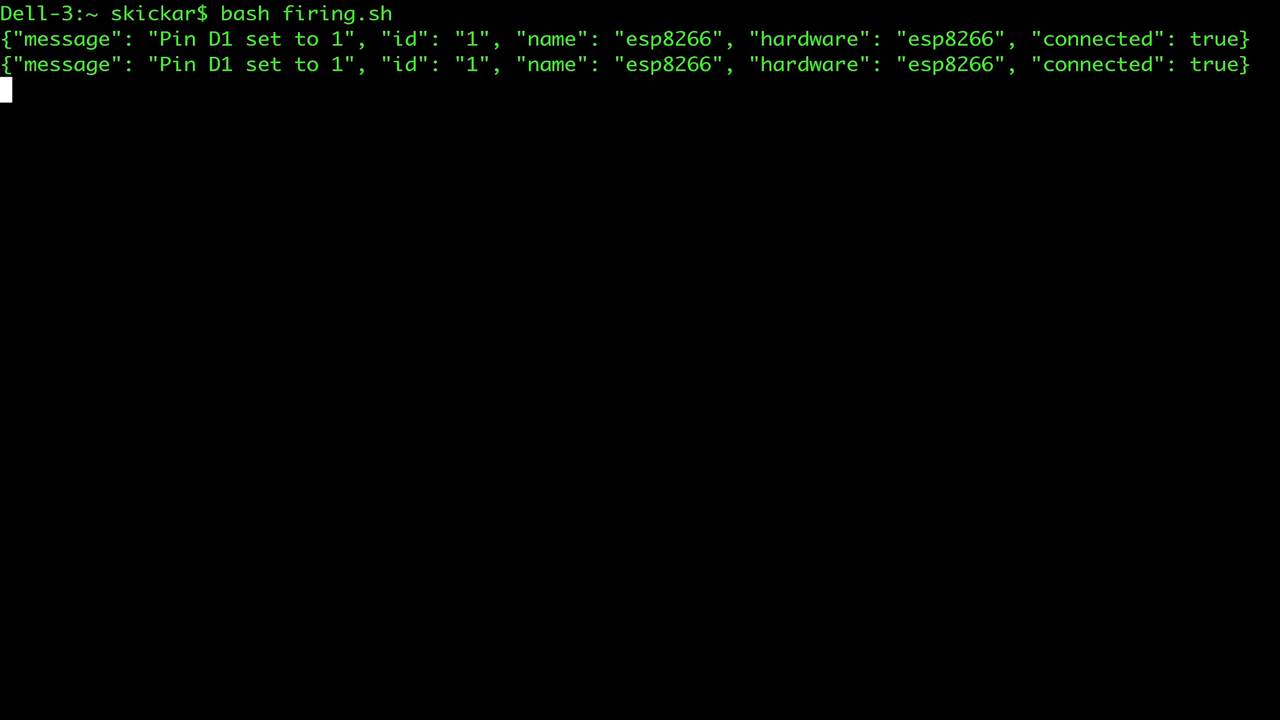 Dell-3:~ skickar$ bash firing.sh
{"message": "Pin D1 set to 1", "id": "1", "name": "esp8266", "hardware": "esp8266", "connected": true}
{"message": "Pin D1 set to 1", "id": "1", "name": "esp8266", "hardware": "esp8266", "connected": true}